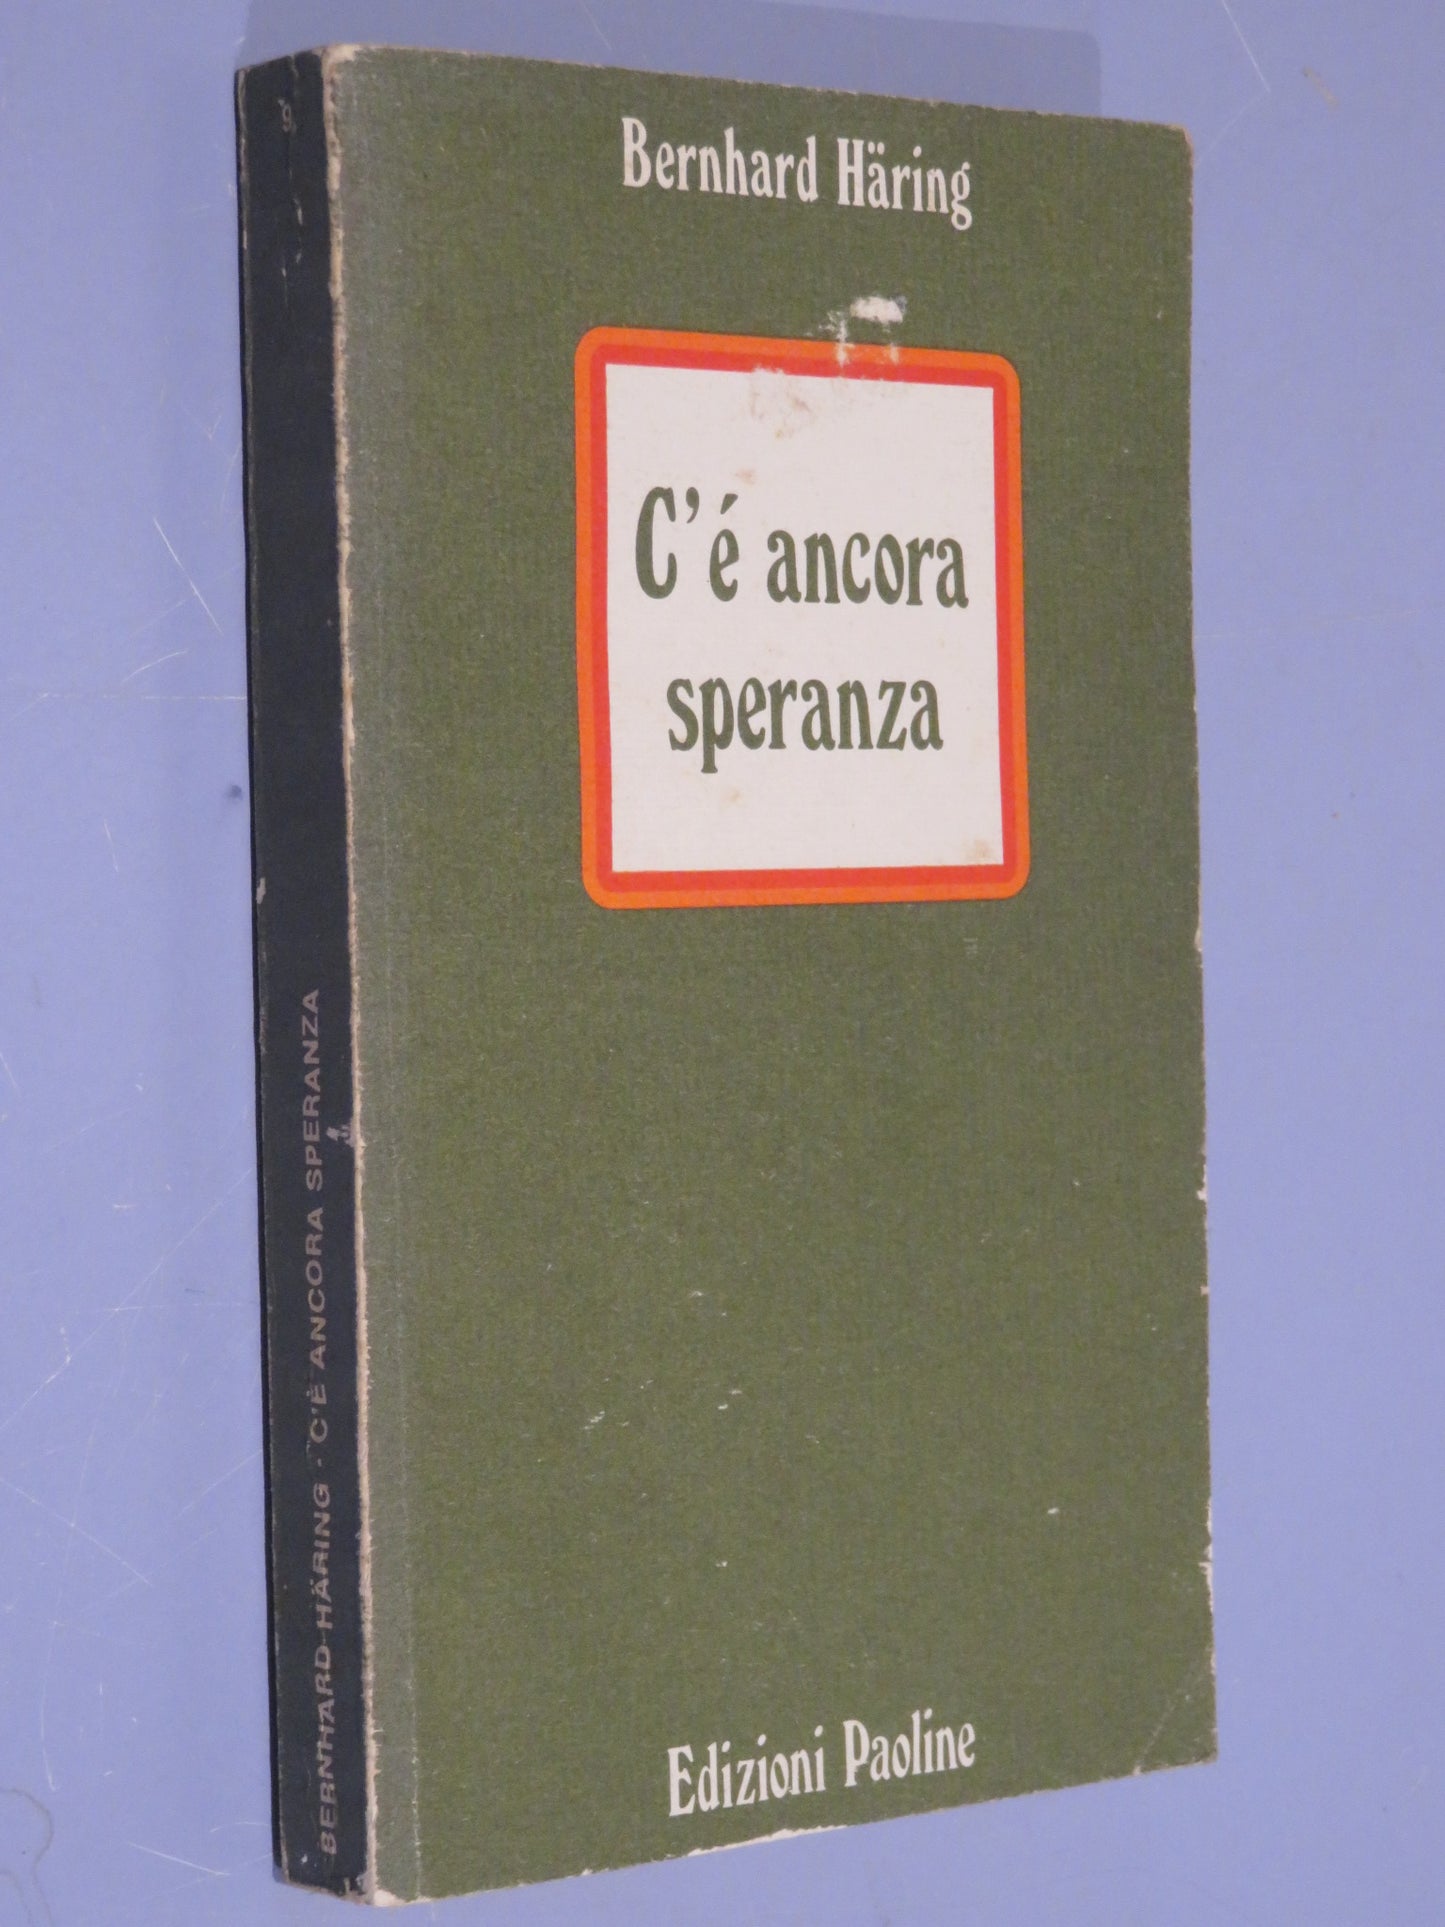 Bernhard Häring
C'é ancora
speranza
Edizioni Paoline
BERNHARD HÄRING - C'È ANCORA SPERANZA